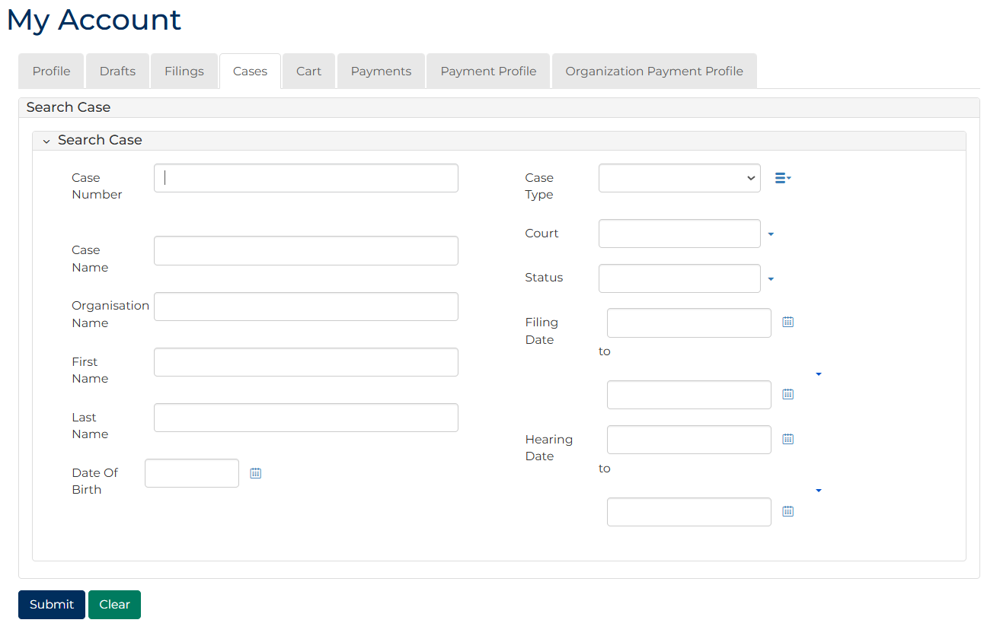 My Account
Profile Drafts Filings Cases Cart Payments Payment Profile Organization Payment Profile
Search Case
Search Case
Case
Number
Case
Name
Organisation
Name
First
Name
Last
Name
Date Of
Birth
Case
Type
Court
Status
Filing
Date
to
Hearing
Date
to
Submit Clear